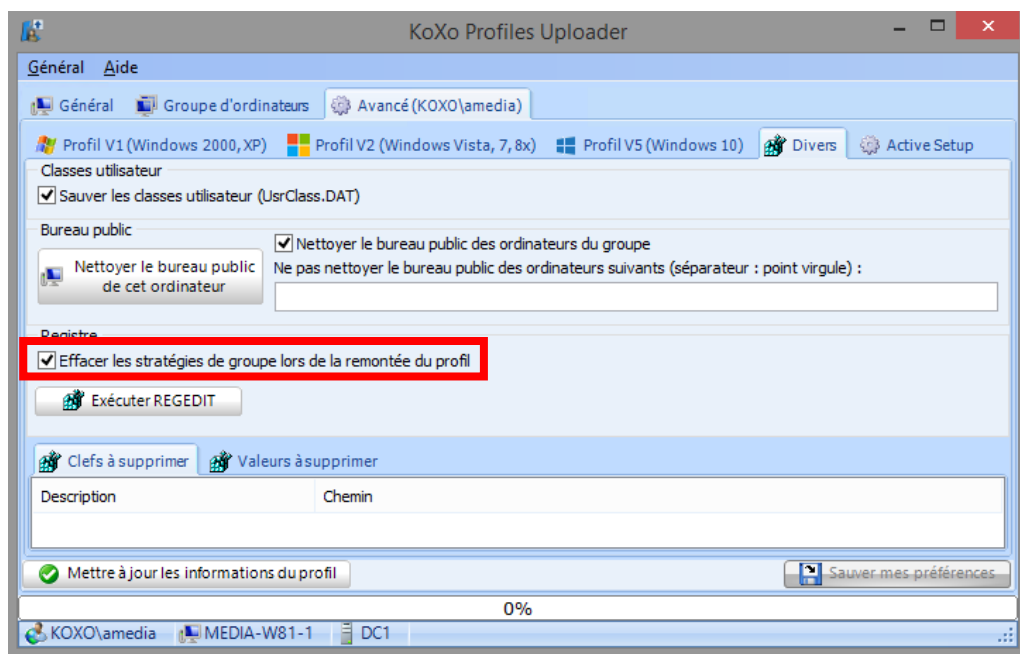 KoXo Profiles Uploader
Général Aide
Général Groupe d'ordinateurs Avancé (KOXO\amedia)
Profil V1 (Windows 2000, XP) Profil V2 (Windows Vista, 7, 8x) Profil V5 (Windows 10) Divers Active Setup
Classes utilisateur
Sauver les classes utilisateur (UsrClass.DAT)
Bureau public
Nettoyer le bureau public de cet ordinateur
Nettoyer le bureau public des ordinateurs du groupe
Ne pas nettoyer le bureau public des ordinateurs suivants (séparateur : point virgule) :
Registre
Effacer les stratégies de groupe lors de la remontée du profil
Exécuter REGEDIT
Clefs à supprimer Valeurs à supprimer
Description Chemin
Mettre à jour les informations du profil Sauver mes préférences
0%
KOXO\amedia MEDIA-W81-1 DC1